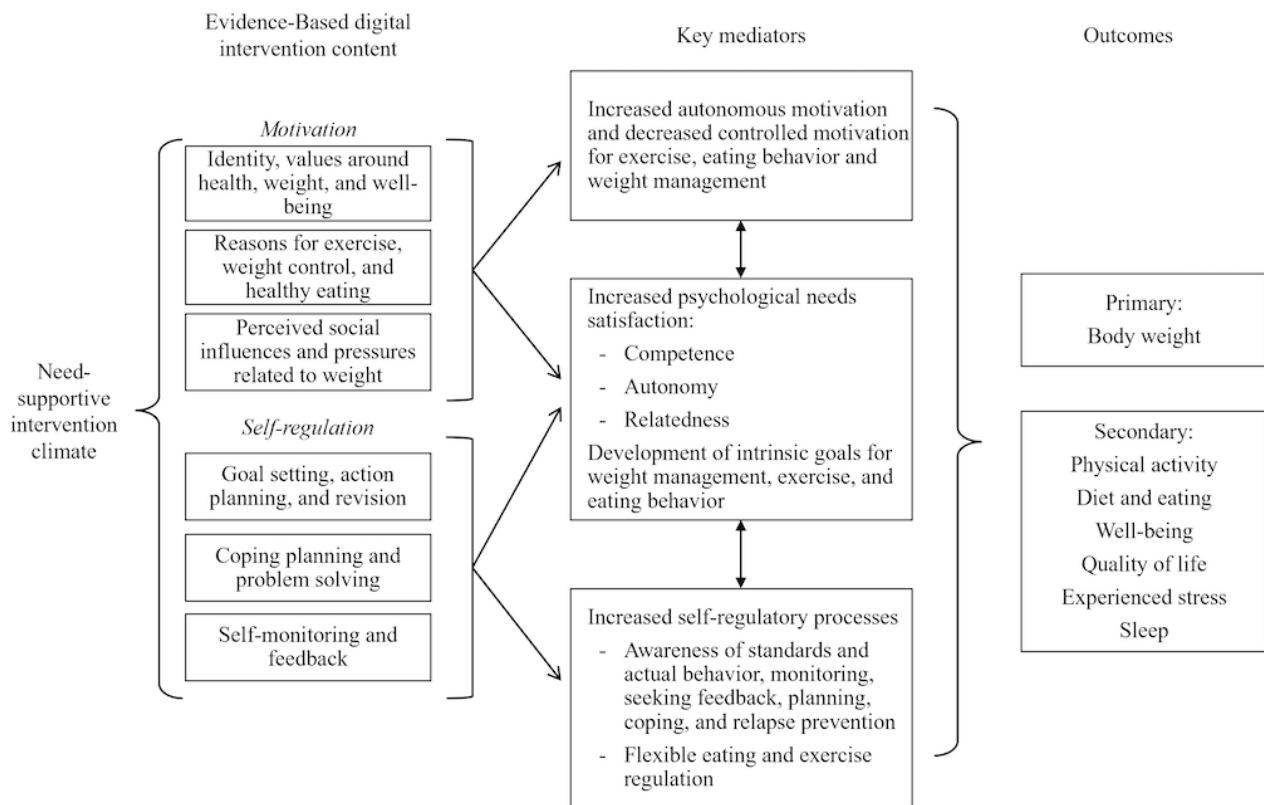 Evidence-Based digital
intervention content
Key mediators
Outcomes
Need-
supportive
intervention
climate
Motivation
Identity, values around
health, weight, and well-
being
Reasons for exercise,
weight control, and
healthy eating
Perceived social
influences and pressures
related to weight
Self-regulation
Goal setting, action
planning, and revision
Coping planning and
problem solving
Self-monitoring and
feedback
Increased autonomous motivation
and decreased controlled motivation
for exercise, eating behavior and
weight management
Increased psychological needs
satisfaction:
- Competence
- Autonomy
- Relatedness
Development of intrinsic goals for
weight management, exercise, and
eating behavior
Increased self-regulatory processes
- Awareness of standards and
actual behavior, monitoring,
seeking feedback, planning,
coping, and relapse prevention
- Flexible eating and exercise
regulation
Primary:
Body weight
Secondary:
Physical activity
Diet and eating
Well-being
Quality of life
Experienced stress
Sleep